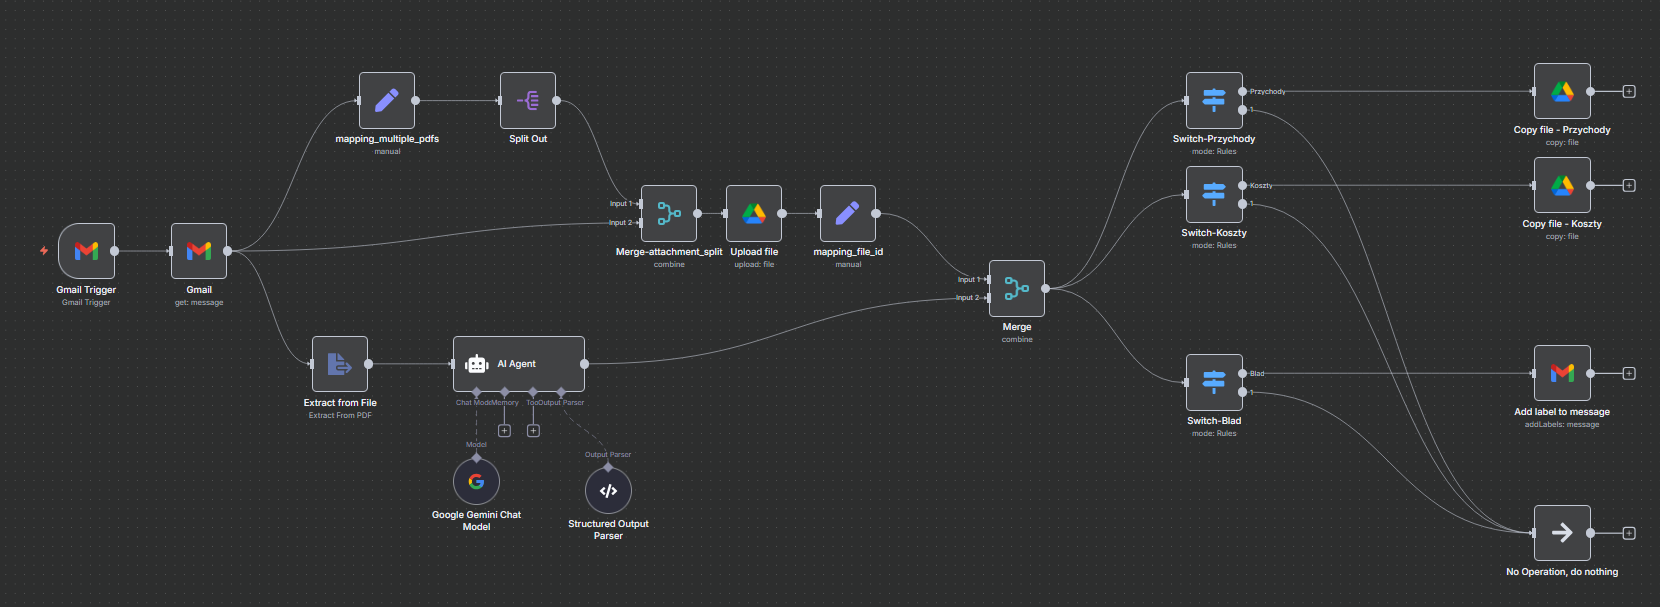 Przychody
1
Copy file - Przychody
copy: file
mapping_multiple_pdfs
manual
Split Out
Switch-Przychody
mode: Rules
Koszty
1
Copy file - Koszty
copy: file
Switch-Koszty
mode: Rules
Input 1
Input 2
Merge-attachment_split
combine
Upload file
upload: file
mapping_file_id
manual
Gmail Trigger
Gmail Trigger
Gmail
get: message
Input 1
Input 2
Merge
combine
AI Agent
Extract from File
Extract From PDF
Chat Mode
Memory
Too
Output Parser
Blad
1
Switch-Blad
mode: Rules
Add label to message
addLabels: message
Model
Output Parser
Google Gemini Chat
Model
Structured Output
Parser
No Operation, do nothing